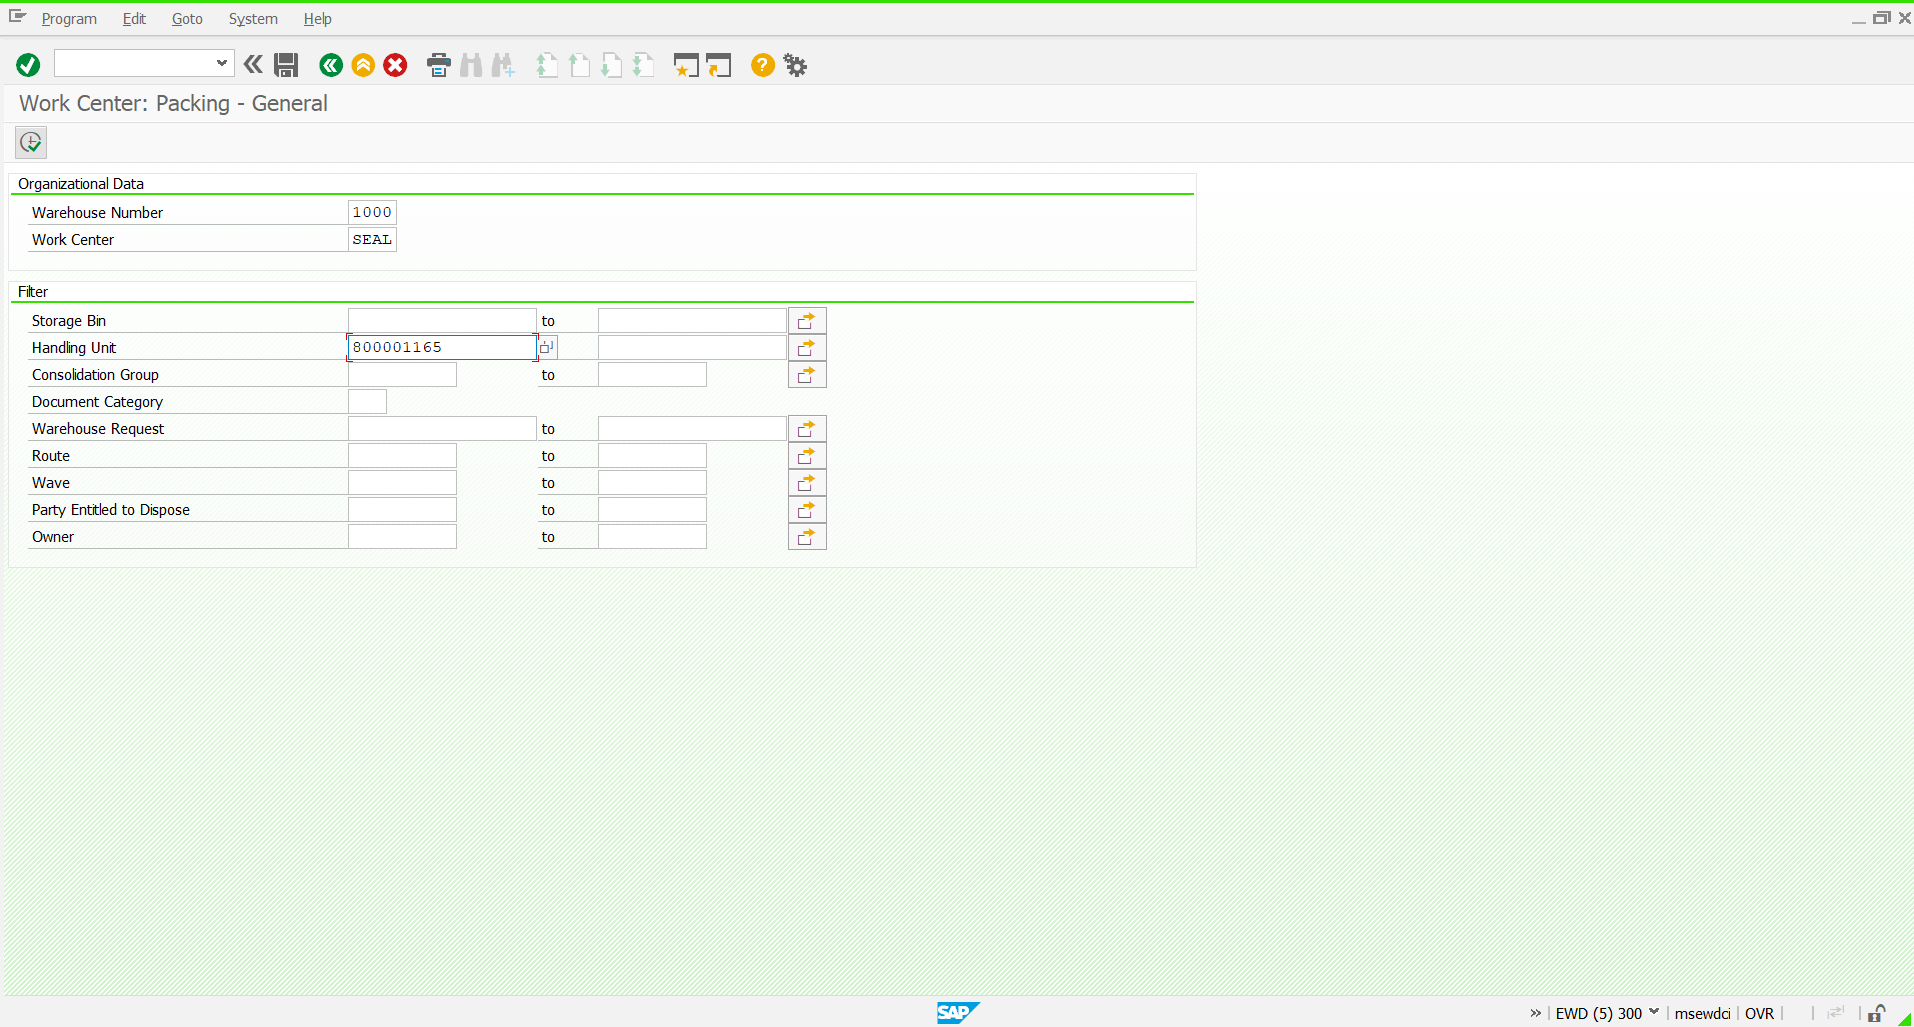 Program Edit Goto System Help
Work Center: Packing - General
Organizational Data
Warehouse Number 1000
Work Center SEAL
Filter
Storage Bin to
Handling Unit 800001165
Consolidation Group to
Document Category
Warehouse Request to
Route to
Wave to
Party Entitled to Dispose to
Owner to
SAP EWD (5) 300 msewdci OVR